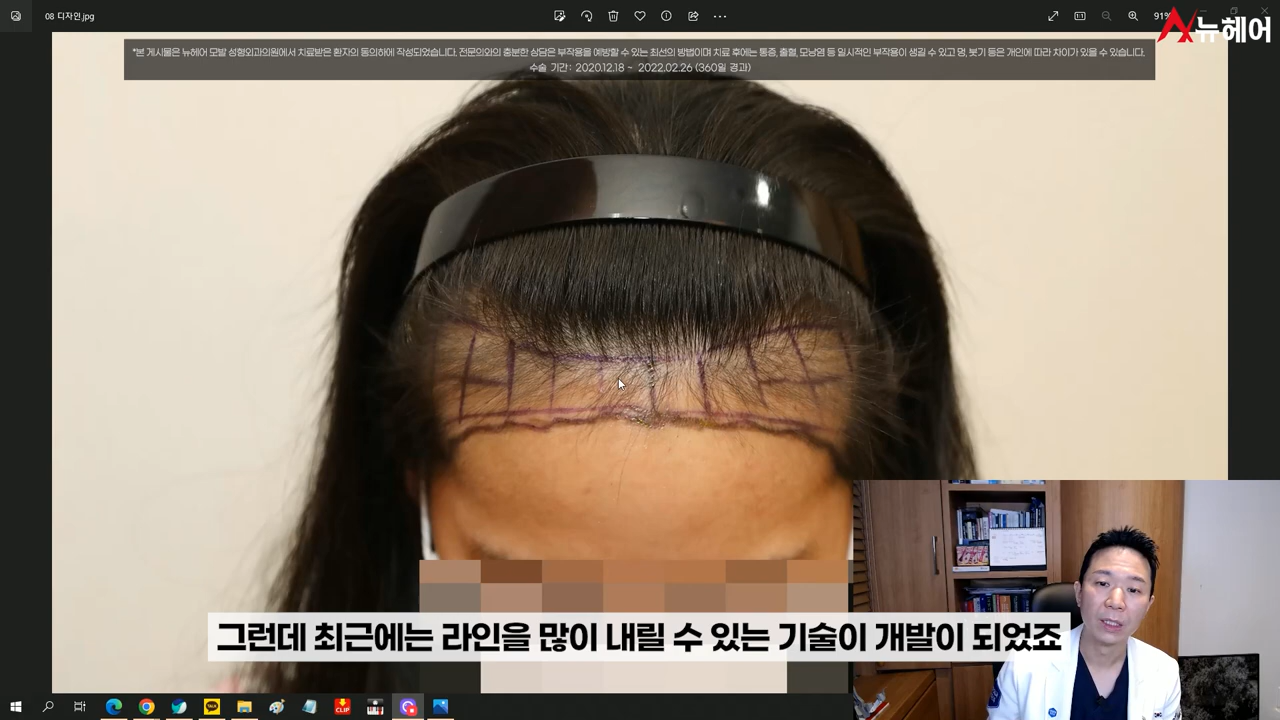 08 디자인.jpg
91%
뉴헤어
*본 게시물은 뉴헤어 모발 성형외과의원에서 치료받은 환자의 동의하에 작성되었습니다. 전문의와의 충분한 상담은 부작용을 예방할 수 있는 최선의 방법이며 치료 후에는 통증, 출혈, 모낭염 등 일시적인 부작용이 생길 수 있고 멍, 붓기 등은 개인에 따라 차이가 있을 수 있습니다.
수술 기간: 2020.12.18 ~ 2022.02.26 (360일 경과)
그런데 최근에는 라인을 많이 내릴 수 있는 기술이 개발이 되었죠
TALK
CLIP